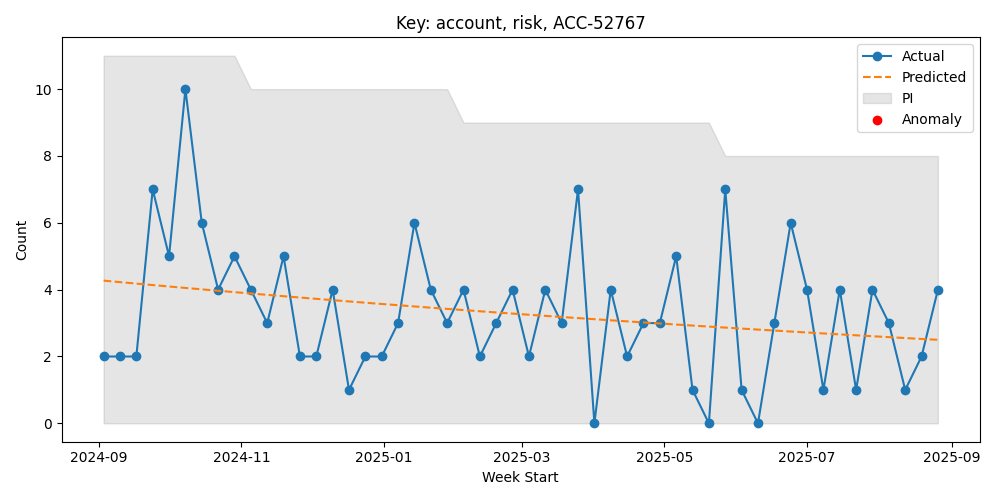 Key: account, risk, ACC-52767
Actual
Predicted
PI
Anomaly
Count
10
8
6
4
2
0
2024-09
2024-11
2025-01
2025-03
2025-05
2025-07
2025-09
Week Start